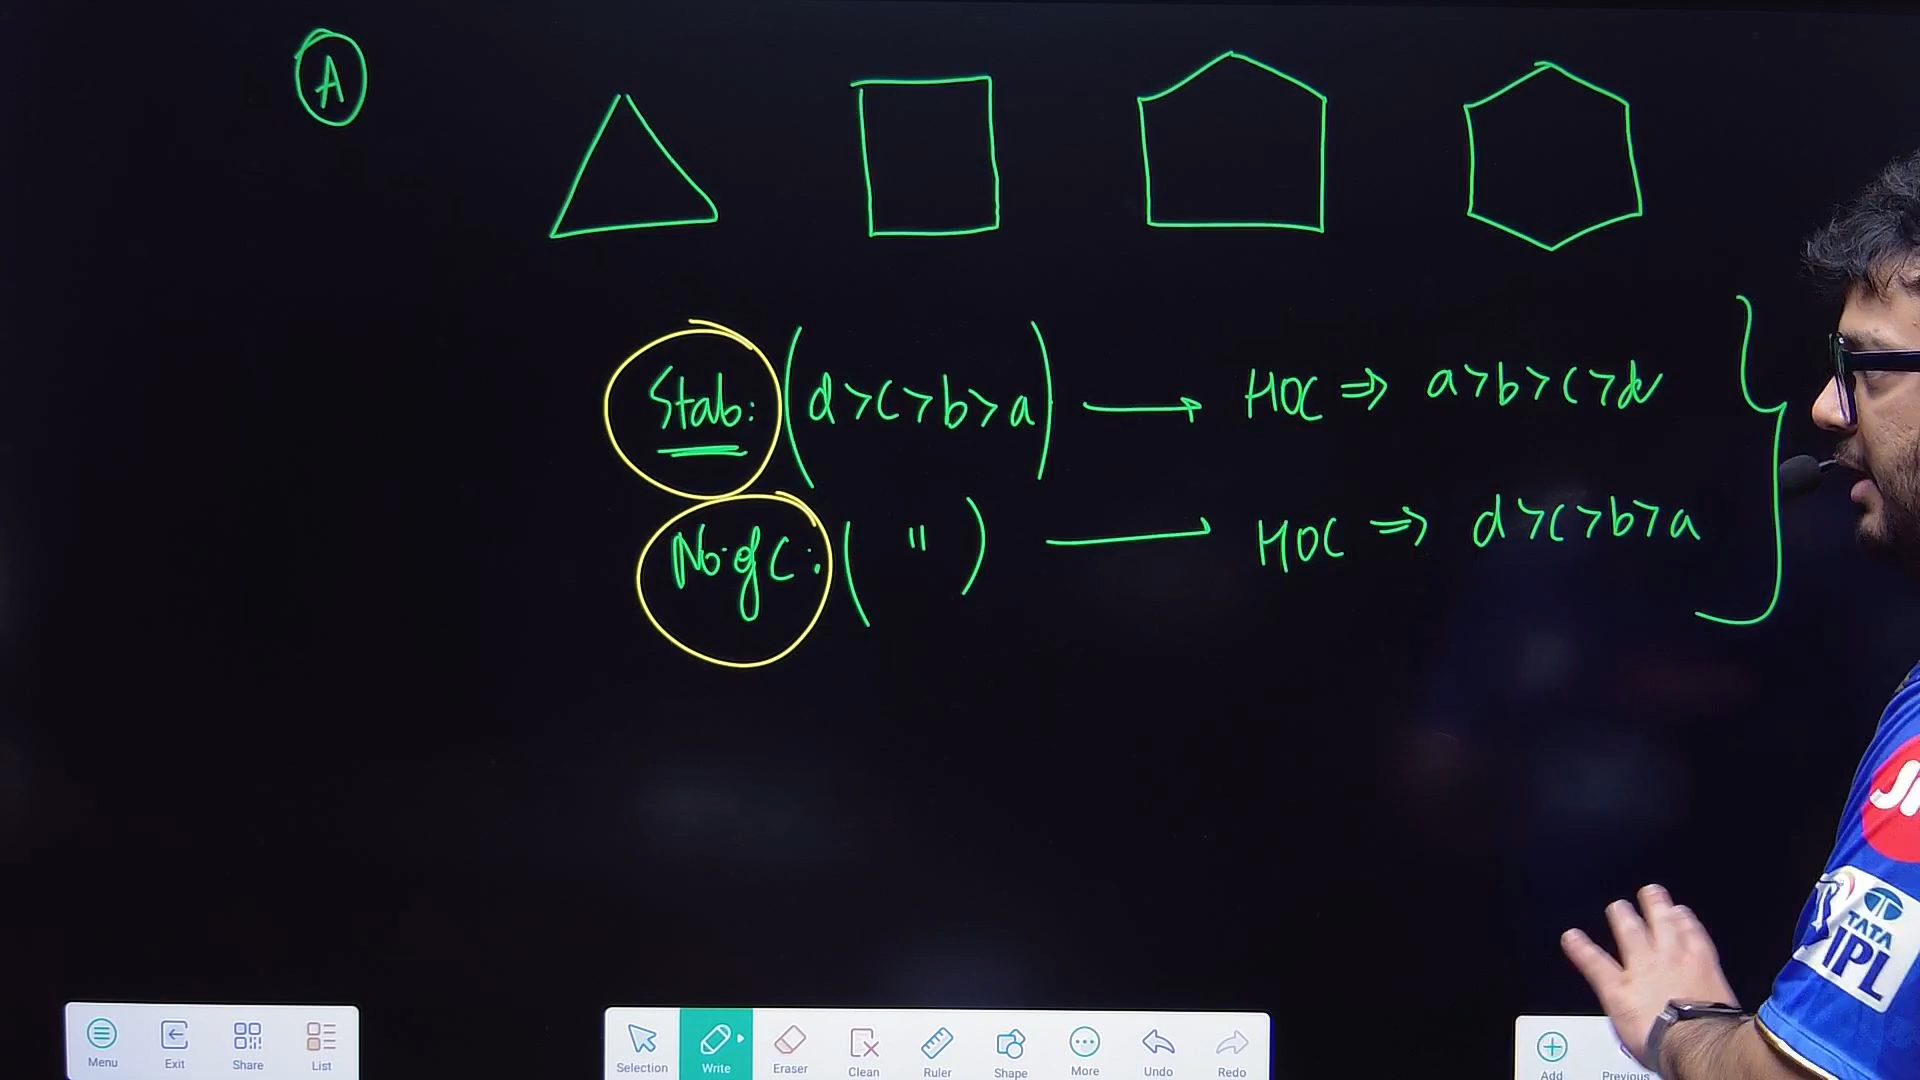 A
Stab: (d>c>b>a) → HOC ⇒ a>b>c>d
No. of C: ( " ) → HOC ⇒ d>c>b>a
TATA
IPL
Menu Exit Share List Selection Write Eraser Clean Ruler Shape More Undo Redo Add Previous